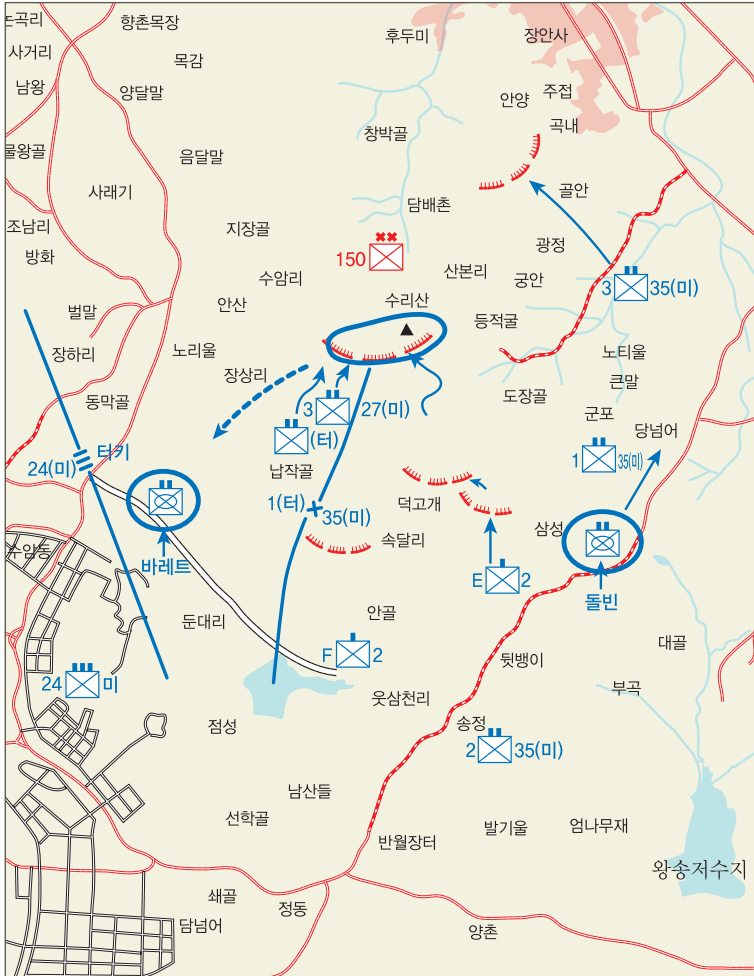 논곡리
향촌목장
후두미
장안사
사거리
목감
남왕
양달말
안양
주접
곡내
창박골
물왕골
음달말
사래기
골안
담배촌
조남리
지장골
방화
광정
150
산본리
수암리
궁안
3
35(미)
안산
수리산
벌말
등적굴
장하리
노리울
노티울
장상리
큰말
도장골
동막골
3
27(미)
군포
(터)
당넘어
터키
24(미)
납작골
1
35(미)
1(터)
35(미)
덕고개
삼성
수암동
바레트
속달리
E
2
돌빈
둔대리
안골
대골
F
2
뒷뱅이
24
미
부곡
웃삼천리
점성
송정
2
35(미)
남산들
선학골
발기울
엄나무재
반월장터
왕송저수지
쇄골
정동
담넘어
양촌